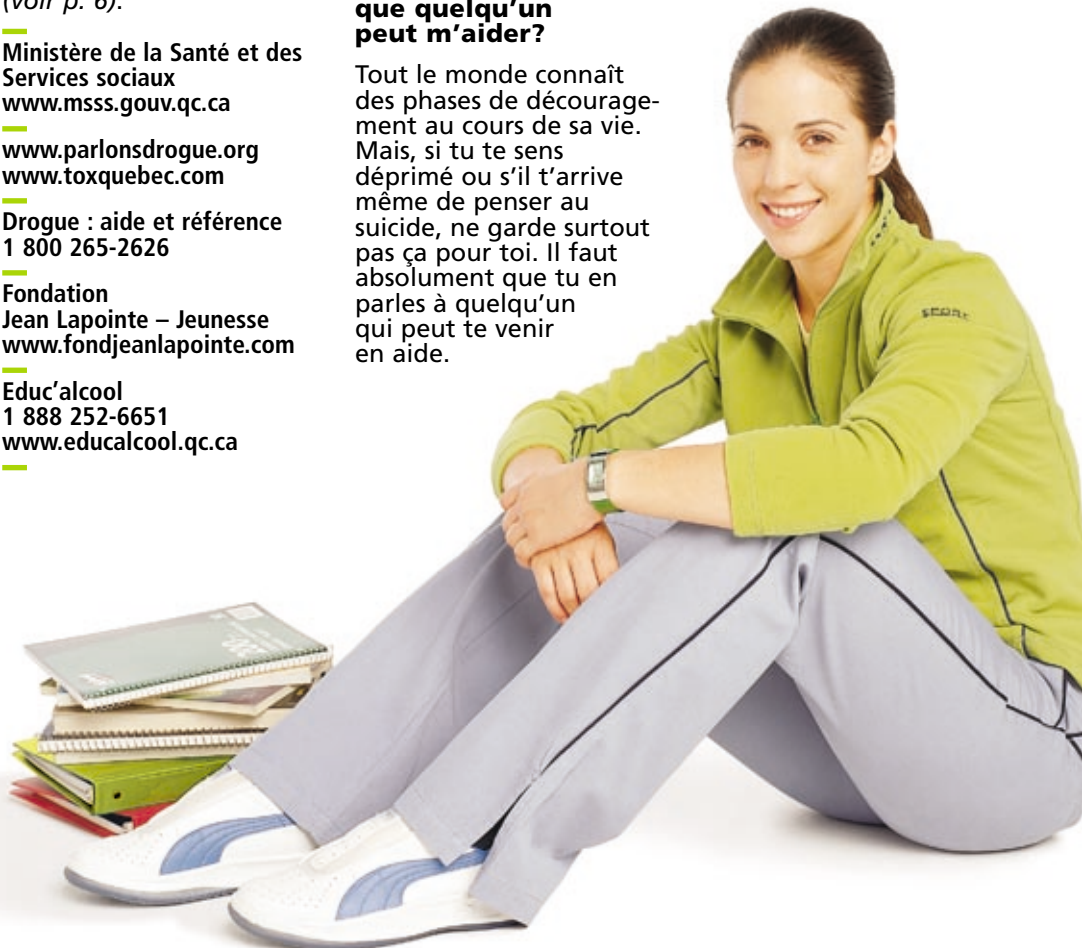 (voir p. 6).
Ministère de la Santé et des
Services sociaux
www.msss.gouv.qc.ca
www.parlonsdrogue.org
www.toxquebec.com
Drogue : aide et référence
1 800 265-2626
Fondation
Jean Lapointe – Jeunesse
www.fondjeanlapointe.com
Educ'alcool
1 888 252-6651
www.educalcool.qc.ca
que quelqu'un
peut m'aider?
Tout le monde connaît
des phases de décourage-
ment au cours de sa vie.
Mais, si tu te sens
déprimé ou s'il t'arrive
même de penser au
suicide, ne garde surtout
pas ça pour toi. Il faut
absolument que tu en
parles à quelqu'un
qui peut te venir
en aide.
SPORT